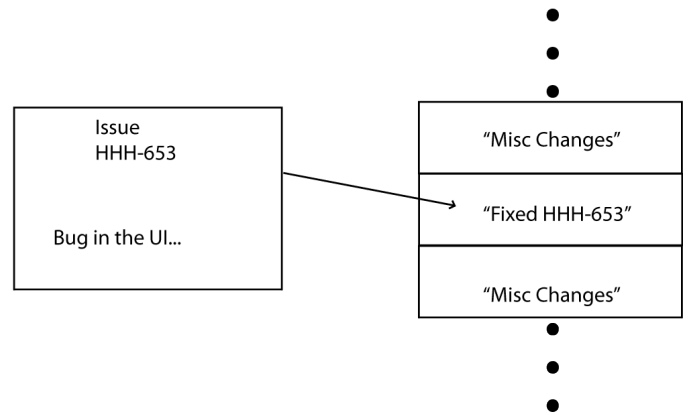 Issue
HHH-653
Bug in the UI...
“Misc Changes”
“Fixed HHH-653”
“Misc Changes”